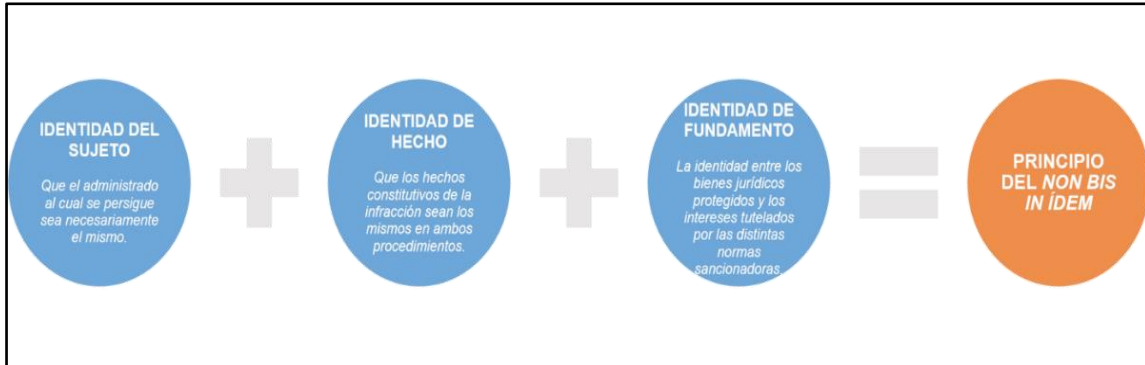 IDENTIDAD DEL
SUJETO
Que el administrado
al cual se persigue
sea necesariamente
el mismo.
IDENTIDAD DE
HECHO
Que los hechos
constitutivos de la
infracción sean los
mismos en ambos
procedimientos.
IDENTIDAD DE
FUNDAMENTO
La identidad entre los
bienes jurídicos
protegidos y los
intereses tutelados
por las distintas
normas
sancionadoras.
PRINCIPIO
DEL NON BIS
IN ÍDEM